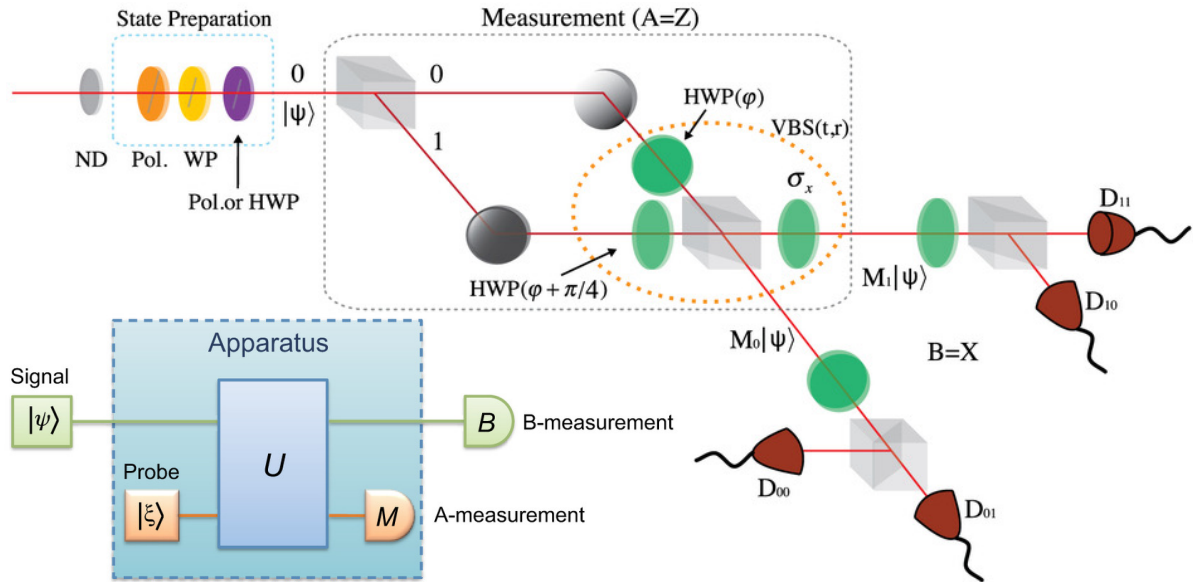 State Preparation
Measurement (A=Z)
0
|ψ⟩
0
1
ND
Pol.
WP
Pol.or HWP
HWP(φ)
VBS(t,r)
σₓ
HWP(φ + π/4)
M₁|ψ⟩
D₁₁
D₁₀
M₀|ψ⟩
B=X
D₀₀
D₀₁
Apparatus
Signal
|ψ⟩
U
B
B-measurement
Probe
|ξ⟩
M
A-measurement